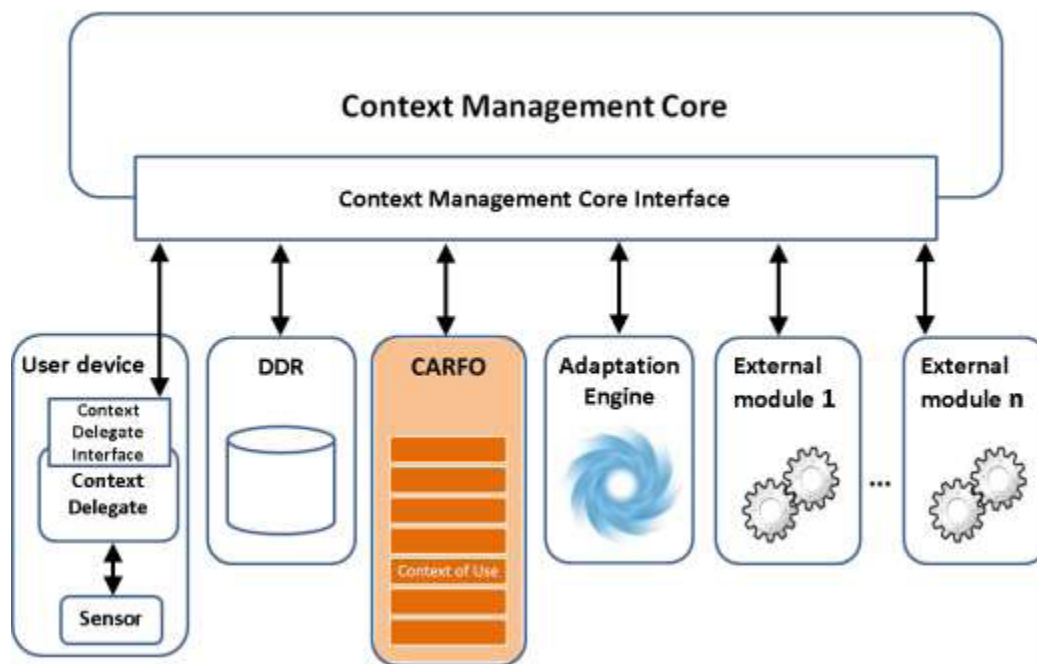 Context Management Core
Context Management Core Interface
User device
Context
Delegate
Interface
Context
Delegate
Sensor
DDR
CARFO
Context of Use
Adaptation
Engine
External
module 1
...
External
module n